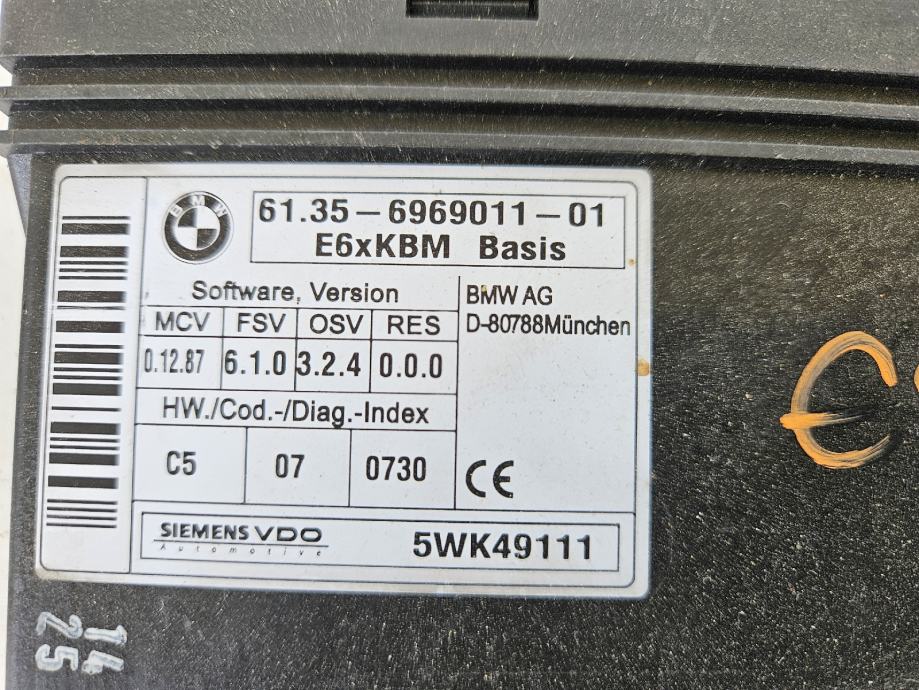 BMW
61.35-6969011-01
E6xKBM Basis
Software, Version
MCV FSV OSV RES
0.12.87 6.1.0 3.2.4 0.0.0
HW./Cod.-/Diag.-Index
C5 07 0730
BMW AG
D-80788München
CE
SIEMENS VDO
Automotive
5WK49111
14
25